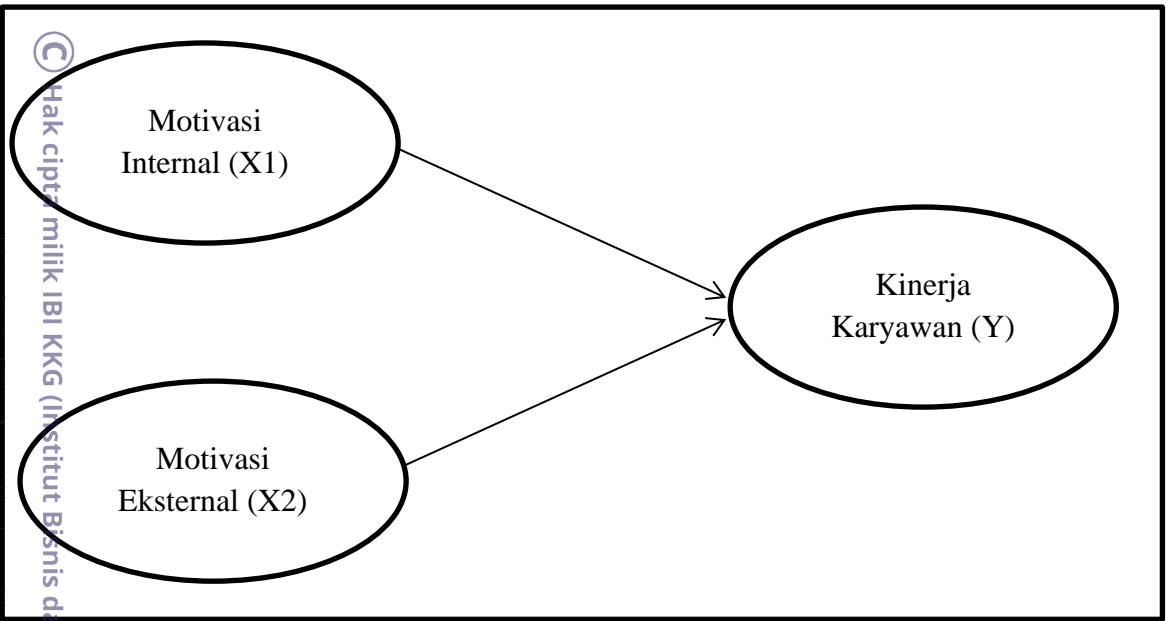 © Hak cipta milik IBI KKG (Institut Bisnis da
Motivasi
Internal (X1)
Kinerja
Karyawan (Y)
Motivasi
Eksternal (X2)